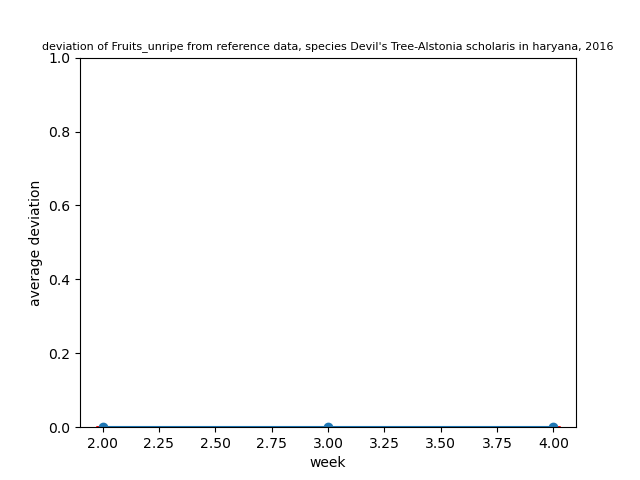 deviation of Fruits_unripe from reference data, species Devil's Tree-Alstonia scholaris in haryana, 2016
1.0
0.8
0.6
0.4
0.2
0.0
average deviation
2.00 2.25 2.50 2.75 3.00 3.25 3.50 3.75 4.00
week